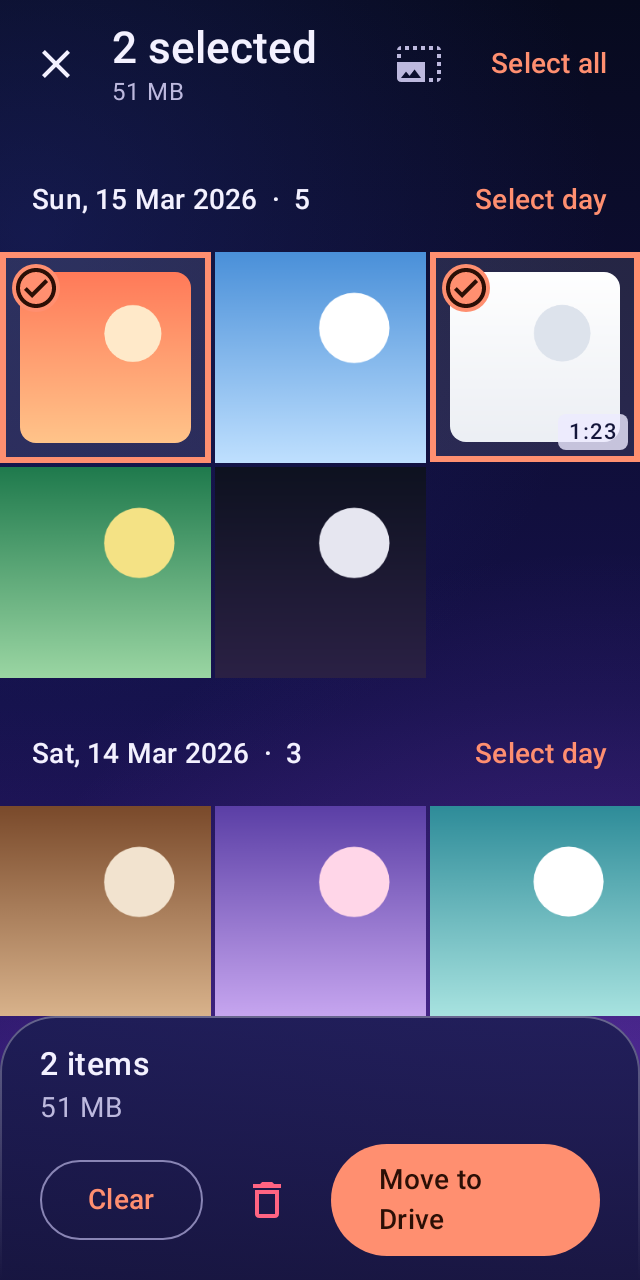 2 selected
51 MB
Select all
Sun, 15 Mar 2026 · 5
Select day
1:23
Sat, 14 Mar 2026 · 3
Select day
2 items
51 MB
Clear
Move to
Drive